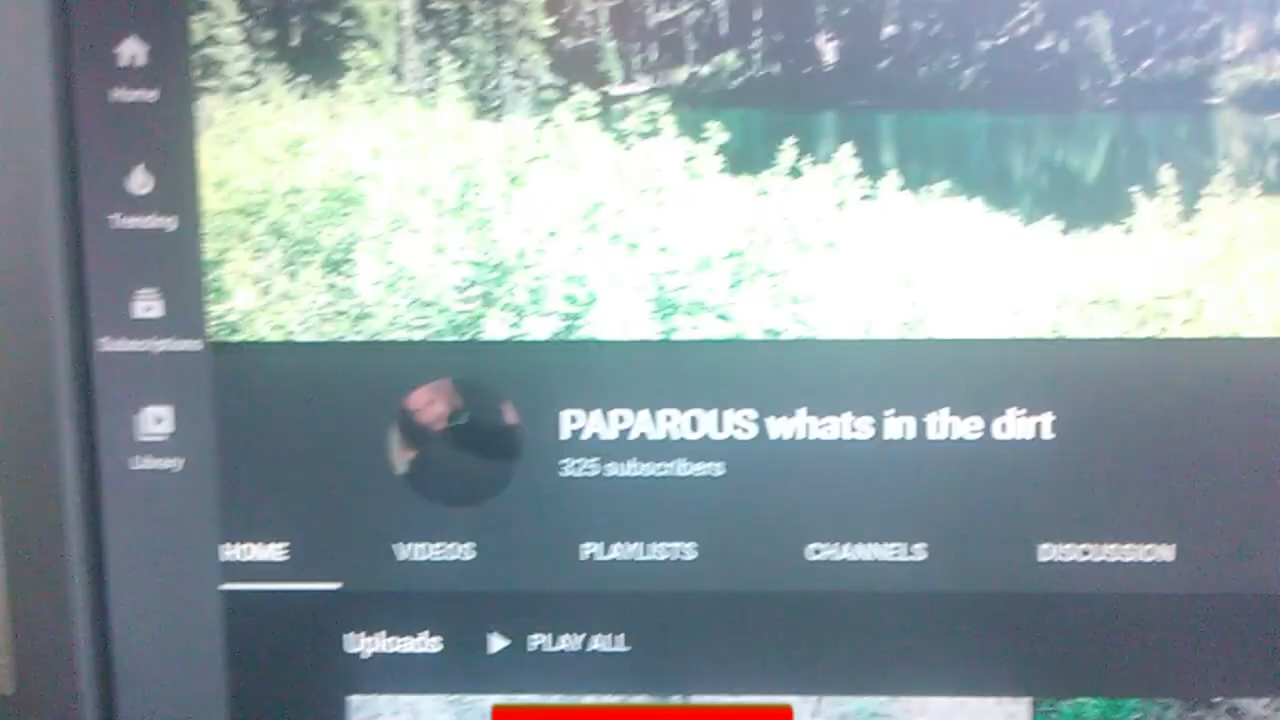 Home
Trending
Subscriptions
Library
PAPAROUS whats in the dirt
325 subscribers
HOME VIDEOS PLAYLISTS CHANNELS DISCUSSION
Uploads PLAY ALL